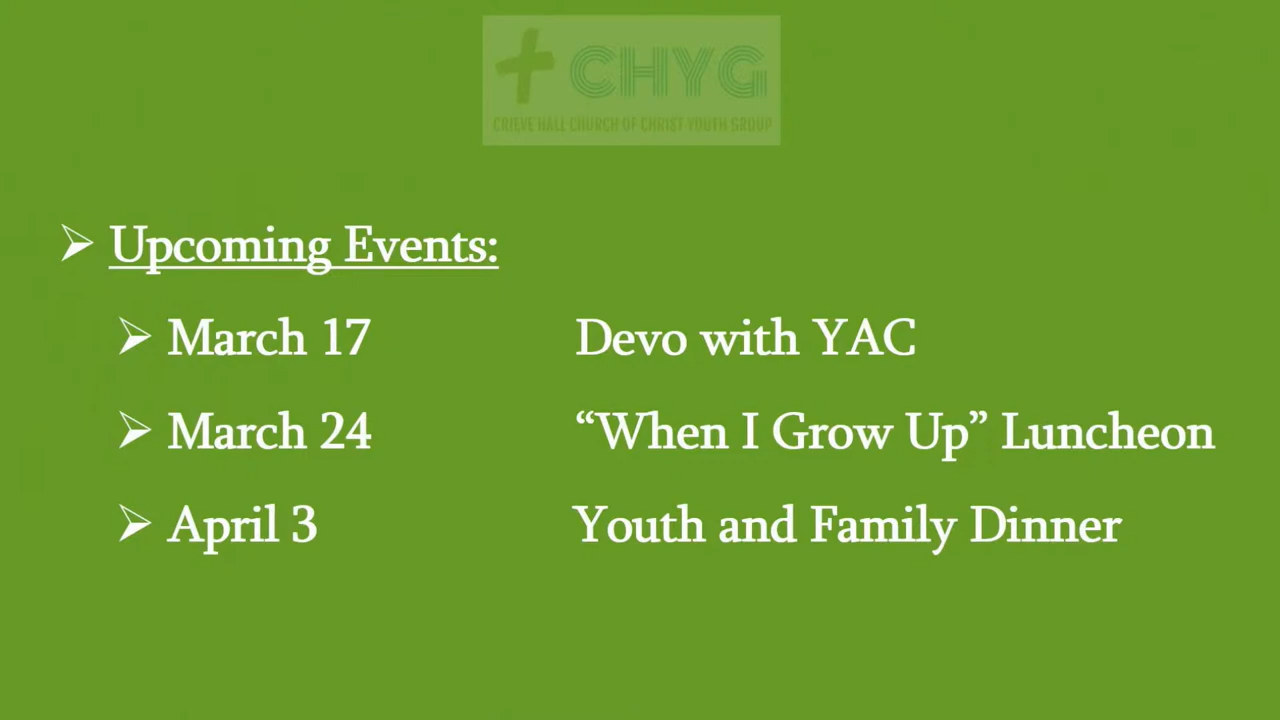 CHYG
CRIEVE HALL CHURCH OF CHRIST YOUTH GROUP
Upcoming Events:
March 17 Devo with YAC
March 24 “When I Grow Up” Luncheon
April 3 Youth and Family Dinner